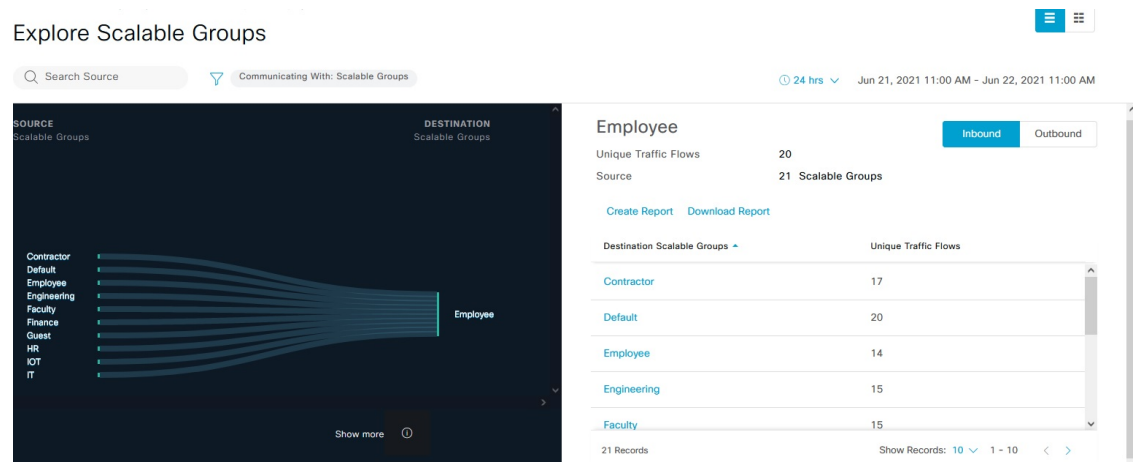 Explore Scalable Groups
Search Source
Communicating With: Scalable Groups
24 hrs
Jun 21, 2021 11:00 AM - Jun 22, 2021 11:00 AM
SOURCE
Scalable Groups
DESTINATION
Scalable Groups
Contractor
Default
Employee
Engineering
Faculty
Finance
Guest
HR
IOT
IT
Employee
Show more
Employee
Inbound Outbound
Unique Traffic Flows 20
Source 21 Scalable Groups
Create Report Download Report
Destination Scalable Groups Unique Traffic Flows
Contractor 17
Default 20
Employee 14
Engineering 15
Faculty 15
21 Records Show Records: 10 1 - 10